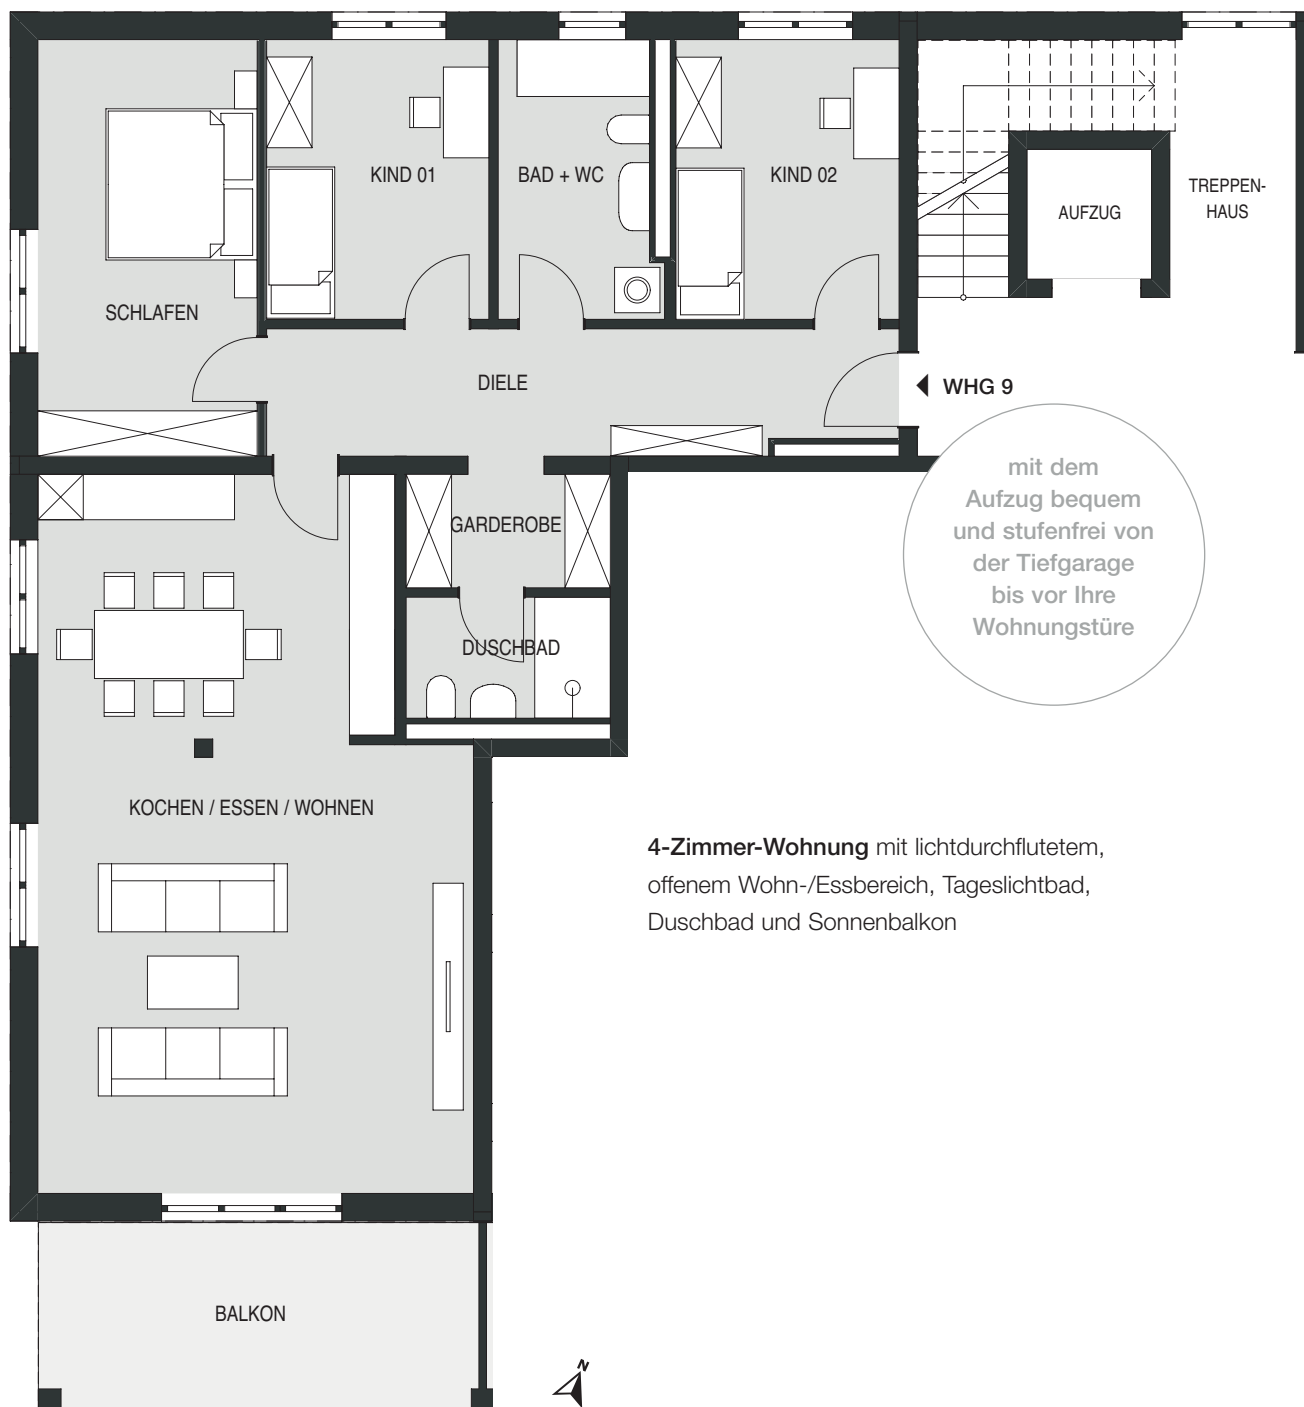 KIND 01
BAD + WC
KIND 02
TREPPEN-
HAUS
AUFZUG
SCHLAFEN
DIELE
WHG 9
mit dem
Aufzug bequem
und stufenfrei von
der Tiefgarage
bis vor Ihre
Wohnungstüre
GARDEROBE
DUSCHBAD
KOCHEN / ESSEN / WOHNEN
4-Zimmer-Wohnung mit lichtdurchflutetem,
offenem Wohn-/Essbereich, Tageslichtbad,
Duschbad und Sonnenbalkon
BALKON
N